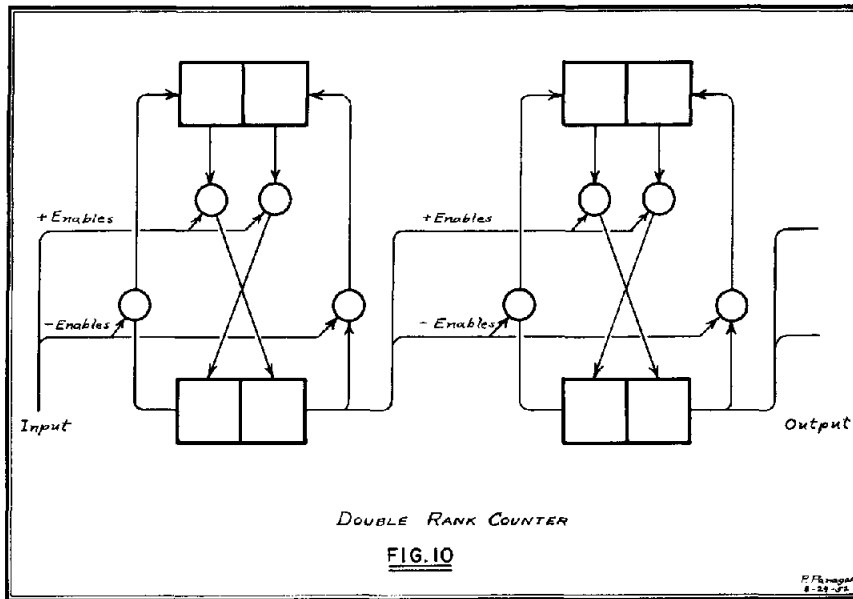 + Enables
+ Enables
- Enables
- Enables
Input
Output
DOUBLE RANK COUNTER
FIG. 10